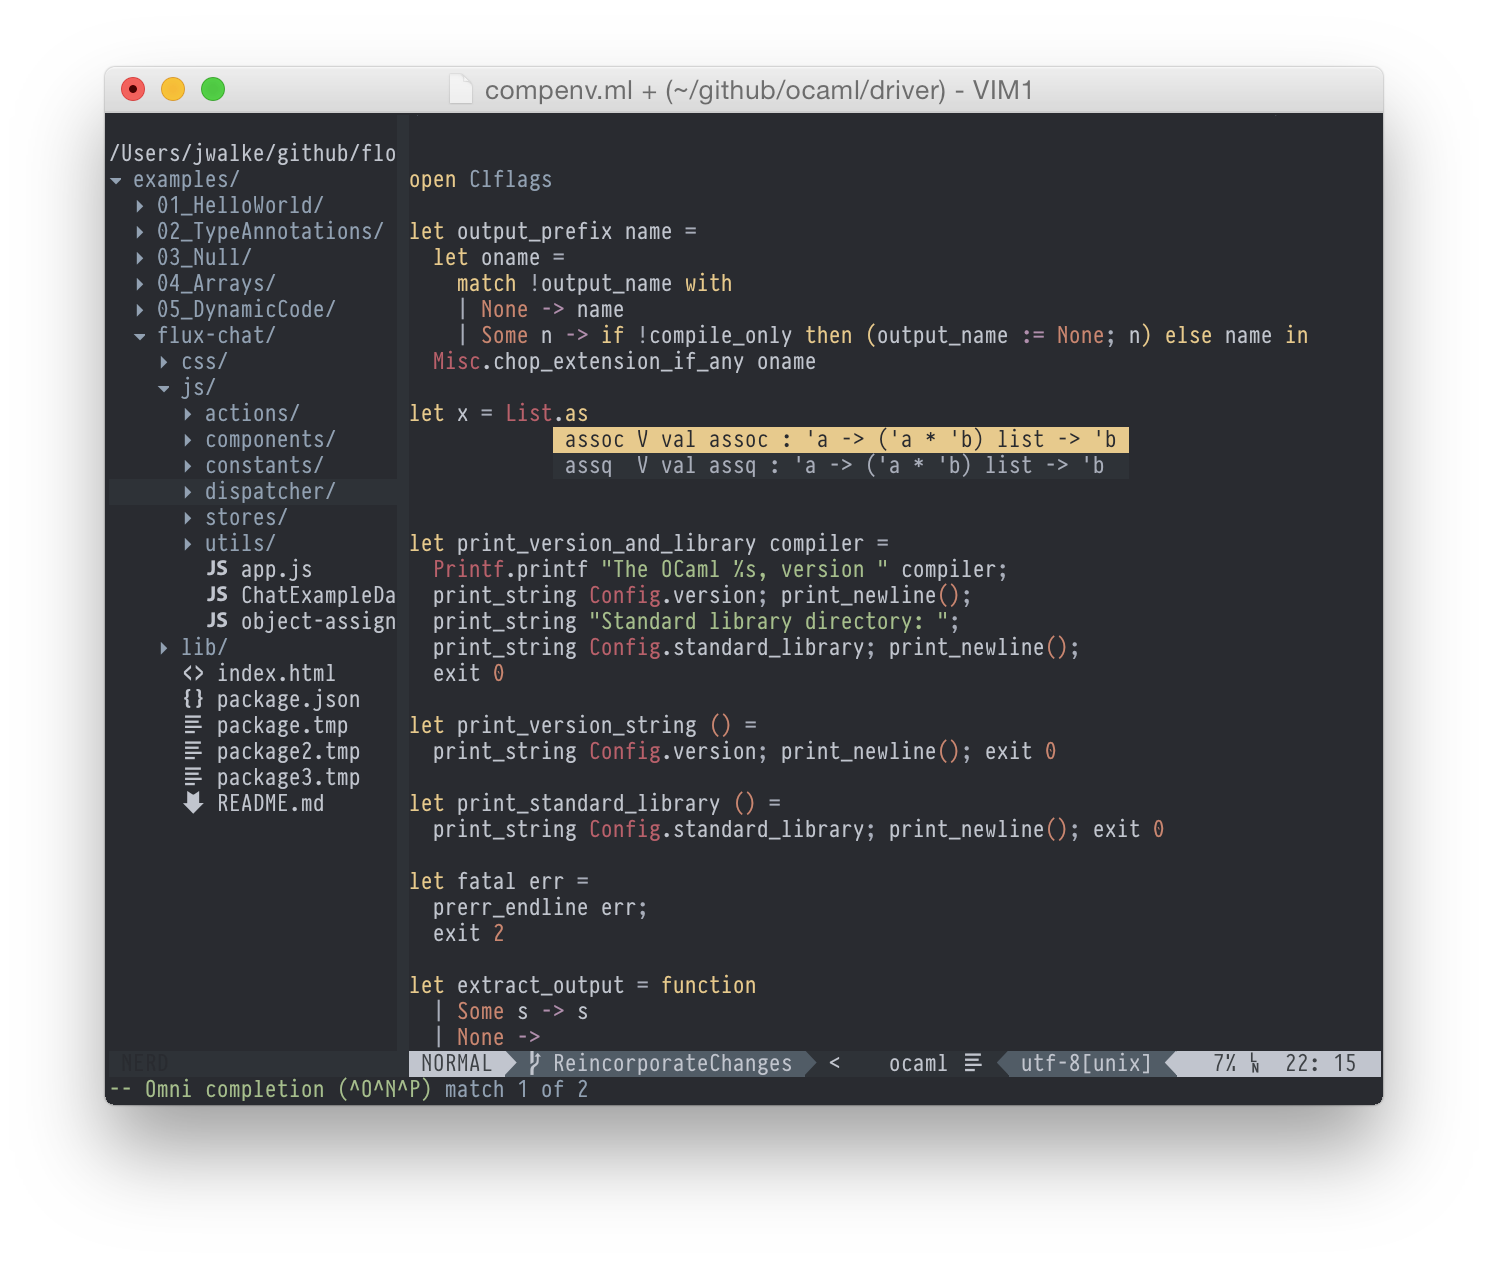 compenv.ml + (~/github/ocaml/driver) - VIM1
/Users/jwalke/github/flo
examples/
01_HelloWorld/
02_TypeAnnotations/
03_Null/
04_Arrays/
05_DynamicCode/
flux-chat/
css/
js/
actions/
components/
constants/
dispatcher/
stores/
utils/
JS app.js
JS ChatExampleDa
JS object-assign
lib/
<> index.html
{} package.json
package.tmp
package2.tmp
package3.tmp
README.md
NERD
open Clflags
let output_prefix name =
  let oname =
    match !output_name with
    | None -> name
    | Some n -> if !compile_only then (output_name := None; n) else name in
  Misc.chop_extension_if_any oname
let x = List.as
assoc V val assoc : 'a -> ('a * 'b) list -> 'b
assq  V val assq : 'a -> ('a * 'b) list -> 'b
let print_version_and_library compiler =
  Printf.printf "The OCaml %s, version " compiler;
  print_string Config.version; print_newline();
  print_string "Standard library directory: ";
  print_string Config.standard_library; print_newline();
  exit 0
let print_version_string () =
  print_string Config.version; print_newline(); exit 0
let print_standard_library () =
  print_string Config.standard_library; print_newline(); exit 0
let fatal err =
  prerr_endline err;
  exit 2
let extract_output = function
  | Some s -> s
  | None ->
NORMAL ReincorporateChanges < ocaml utf-8[unix] 7% LN 22: 15
-- Omni completion (^O^N^P) match 1 of 2